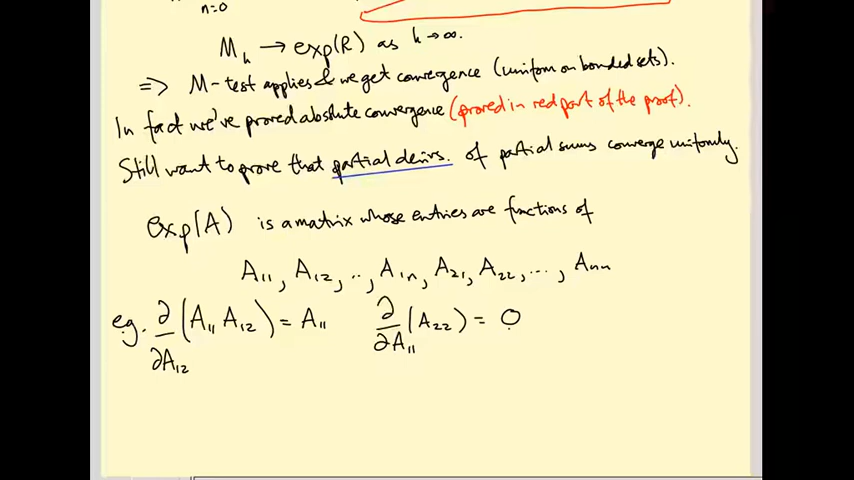 n=0
M_k → exp(R) as k→∞.
⇒ M-test applies & we get convergence (uniform on bonded sets).
In fact we've proved absolute convergence (proved in red part of the proof).
Still want to prove that partial derivs. of partial sums converge uniformly.
exp(A) is a matrix whose entries are functions of
A₁₁, A₁₂, .., A₁ₙ, A₂₁, A₂₂, ..., Aₙₙ
e.g. ∂/∂A₁₂ (A₁₁ A₁₂) = A₁₁ ∂/∂A₁₁ (A₂₂) = 0